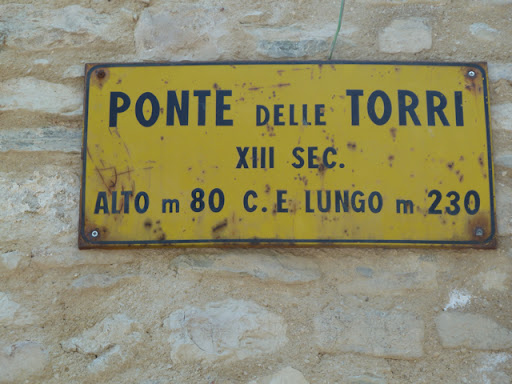 PONTE DELLE TORRI
XIII SEC.
ALTO m 80 C. E LUNGO m 230